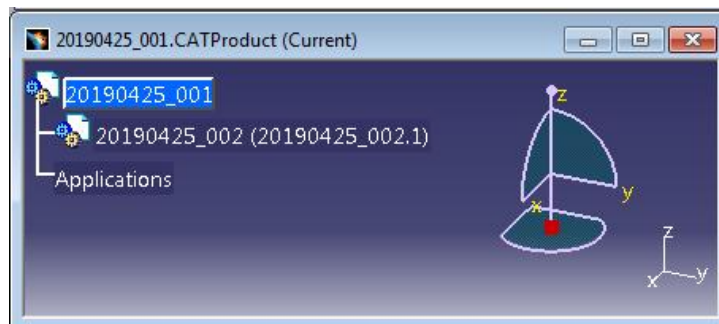 20190425_001.CATProduct (Current)
20190425_001
20190425_002 (20190425_002.1)
Applications
z
y
x
z
y
x